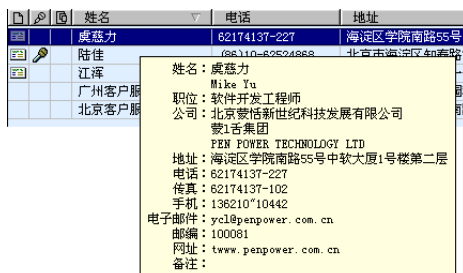 姓名 电话 地址
虞慈力 62174137-227 海淀区学院南路55号
陆佳 (86)10-62524868 北京市海淀区知春路
江浑
广州客户服
北京客户服
姓名：虞慈力
Mike Yu
职位：软件开发工程师
公司：北京蒙恬新世纪科技发展有限公司
蒙1舌集团
PEN POWER TECHNOLOGY LTD
地址：海淀区学院南路55号中软大厦1号楼第二层
电话：62174137-227
传真：62174137-102
手机：136210"10442
电子邮件：ycl@penpower.com.cn
邮编：100081
网址：twww.penpower.com.cn
备注：